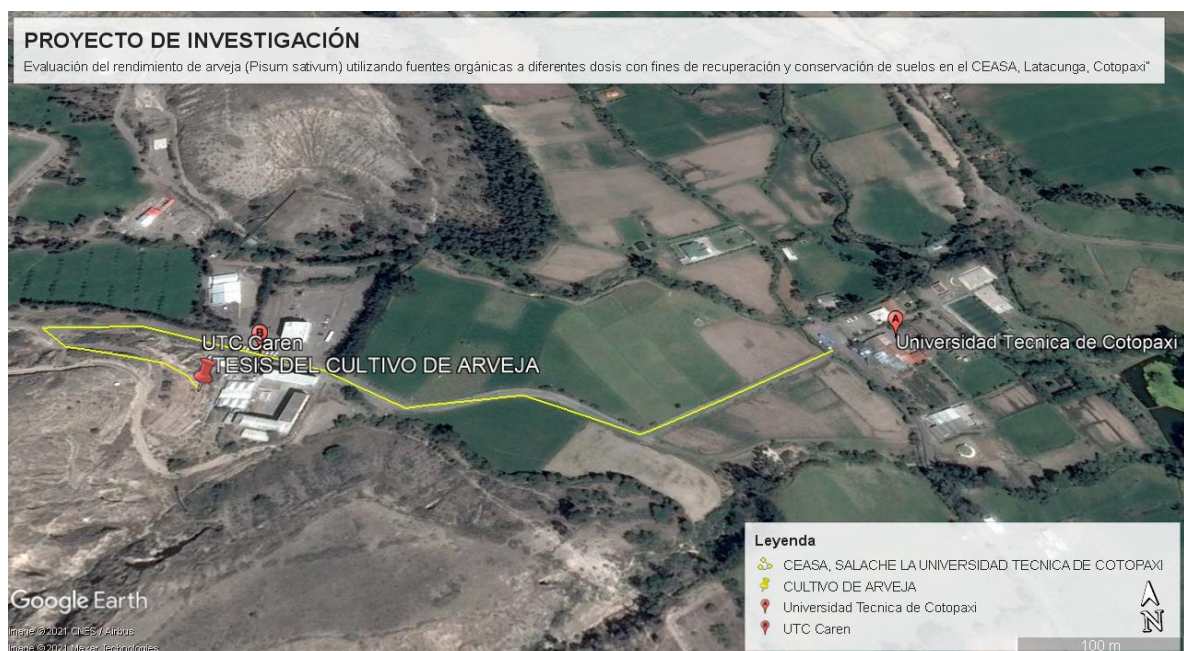 PROYECTO DE INVESTIGACIÓN
Evaluación del rendimiento de arveja (Pisum sativum) utilizando fuentes orgánicas a diferentes dosis con fines de recuperación y conservación de suelos en el CEASA, Latacunga, Cotopaxi"
B
A
UTC Caren
Universidad Tecnica de Cotopaxi
TESIS DEL CULTIVO DE ARVEJA
Leyenda
CEASA, SALACHE LA UNIVERSIDAD TECNICA DE COTOPAXI
CULTIVO DE ARVEJA
Universidad Tecnica de Cotopaxi
UTC Caren
N
100 m
Google Earth
Image © 2021 CNES / Airbus
Image © 2021 Maxar Technologies